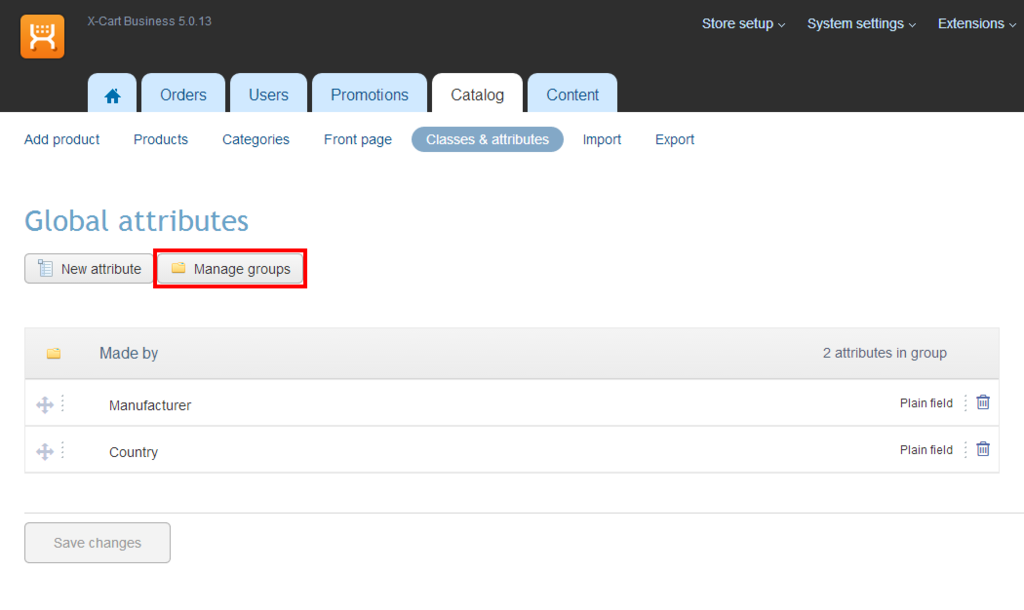 X-Cart Business 5.0.13
Store setup System settings Extensions
Orders Users Promotions Catalog Content
Add product Products Categories Front page Classes & attributes Import Export
Global attributes
New attribute Manage groups
Made by 2 attributes in group
Manufacturer Plain field
Country Plain field
Save changes